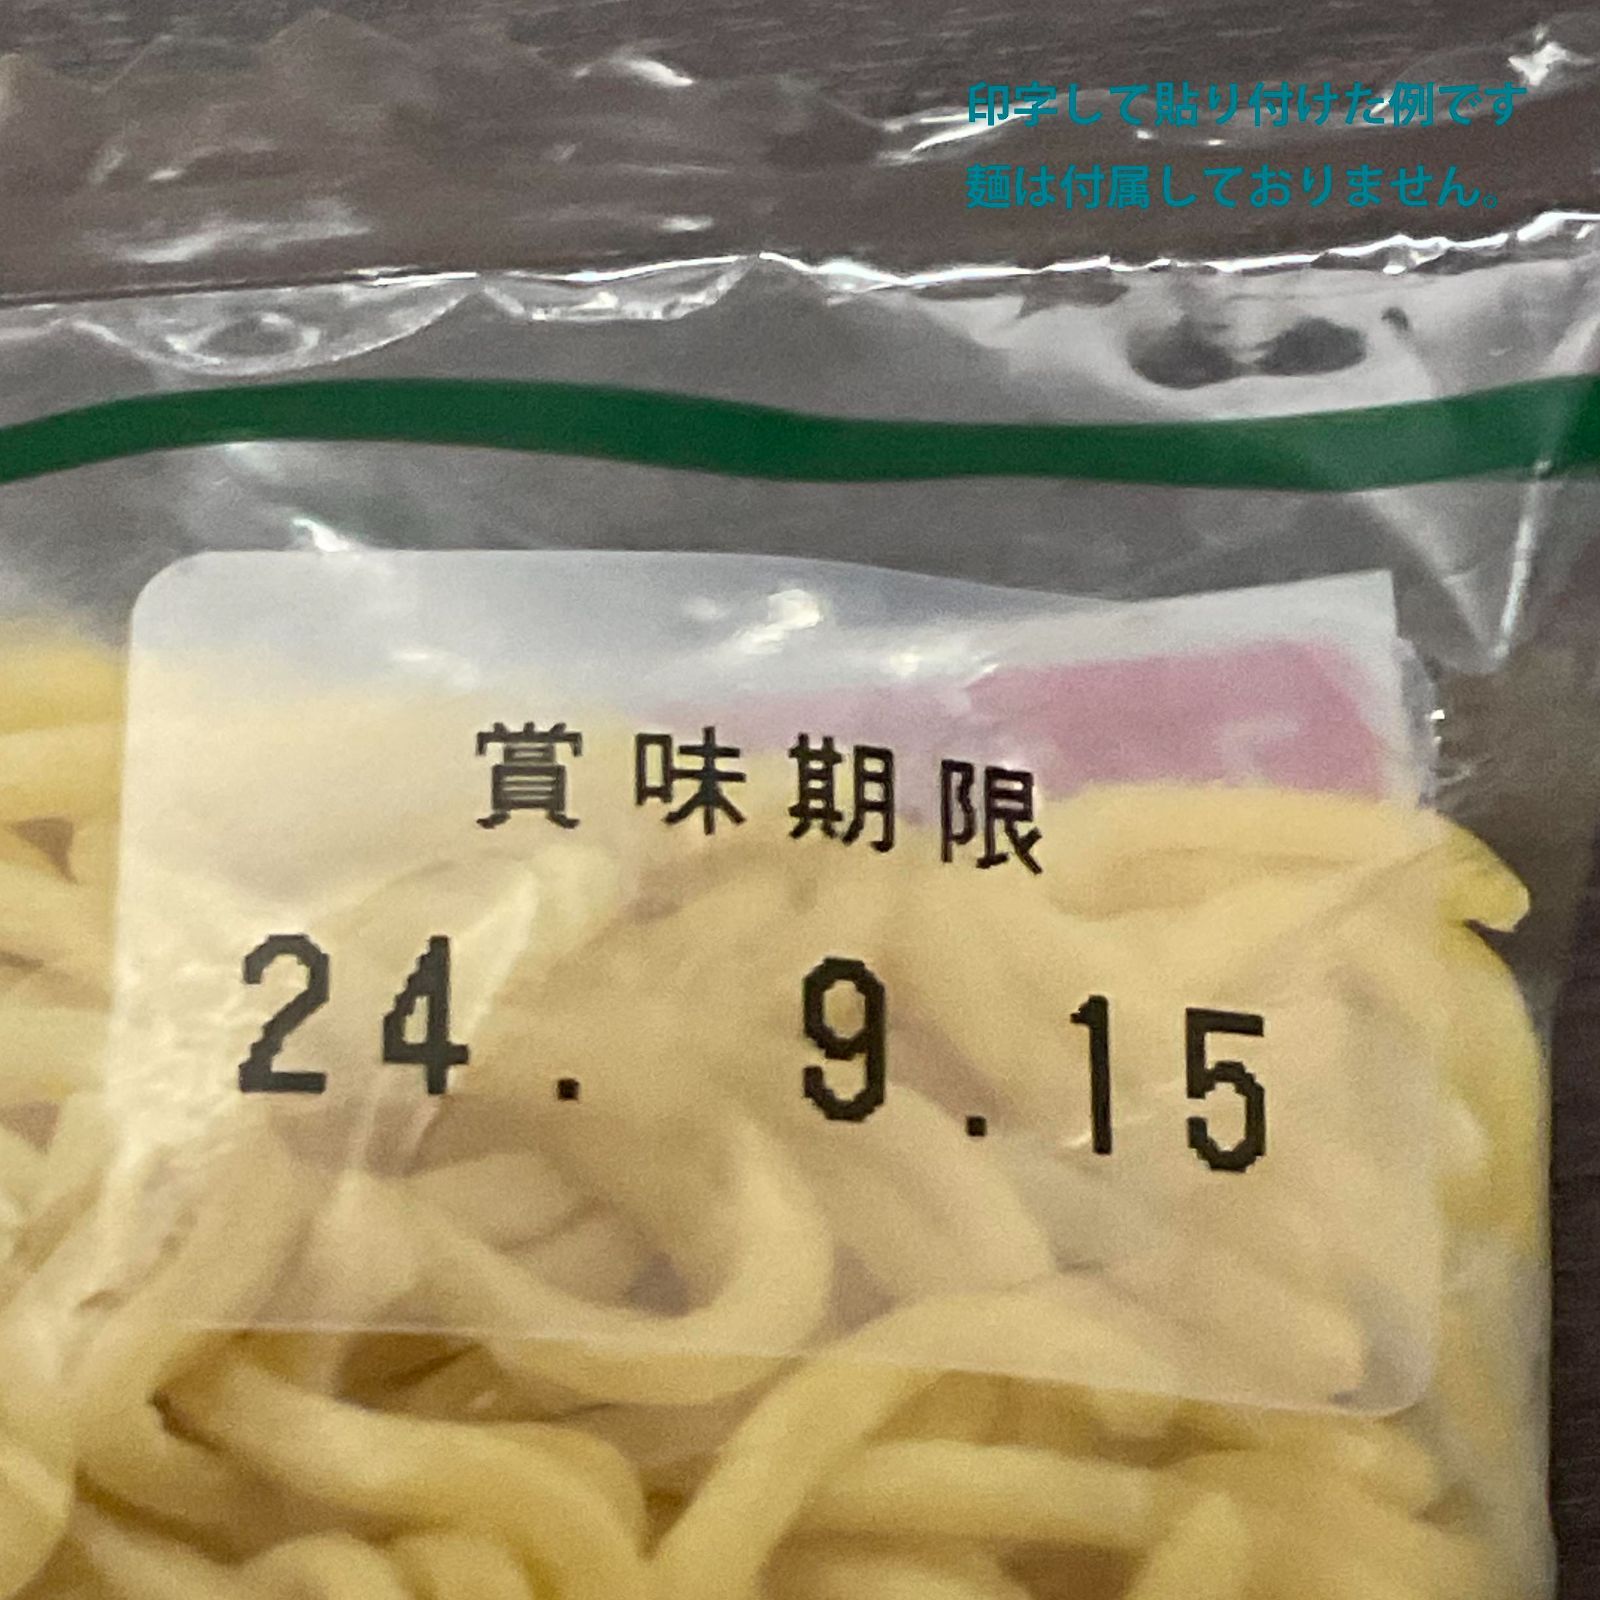 印字して貼り付けた例です
麺は付属しておりません。
賞味期限
24. 9.15